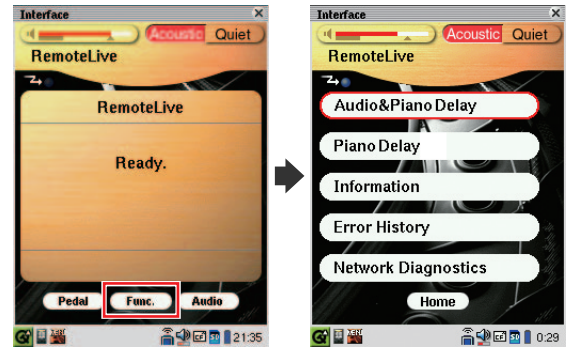 Interface
Acoustic Quiet
RemoteLive
RemoteLive
Ready.
Pedal Func. Audio
21:35
Interface
Acoustic Quiet
RemoteLive
Audio&Piano Delay
Piano Delay
Information
Error History
Network Diagnostics
Home
0:29